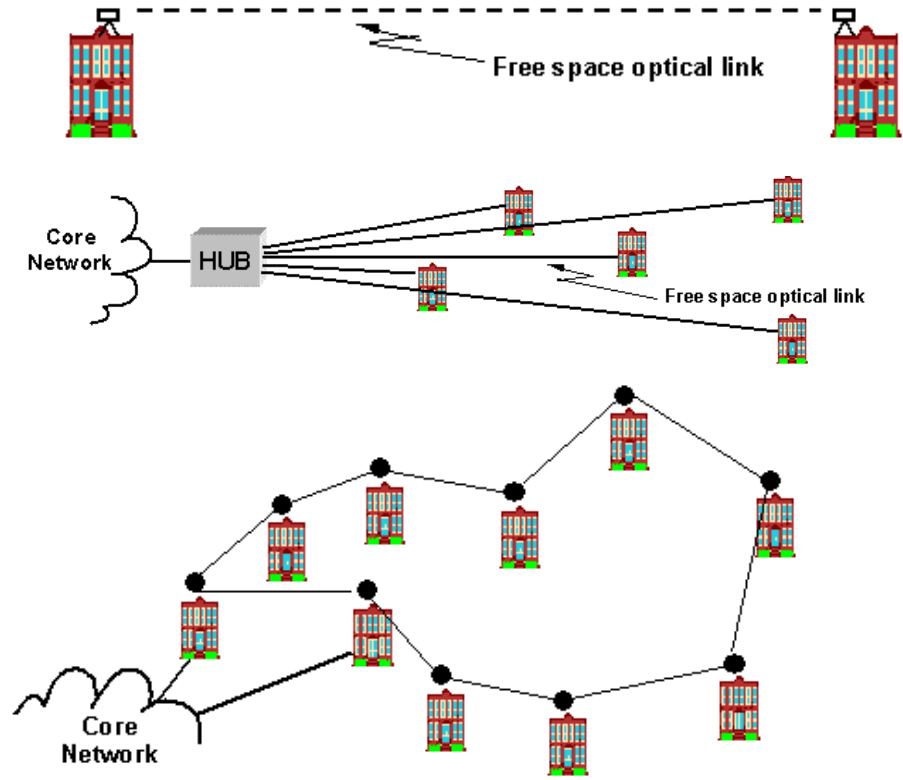 Free space optical link
Core
Network
HUB
Free space optical link
Core
Network